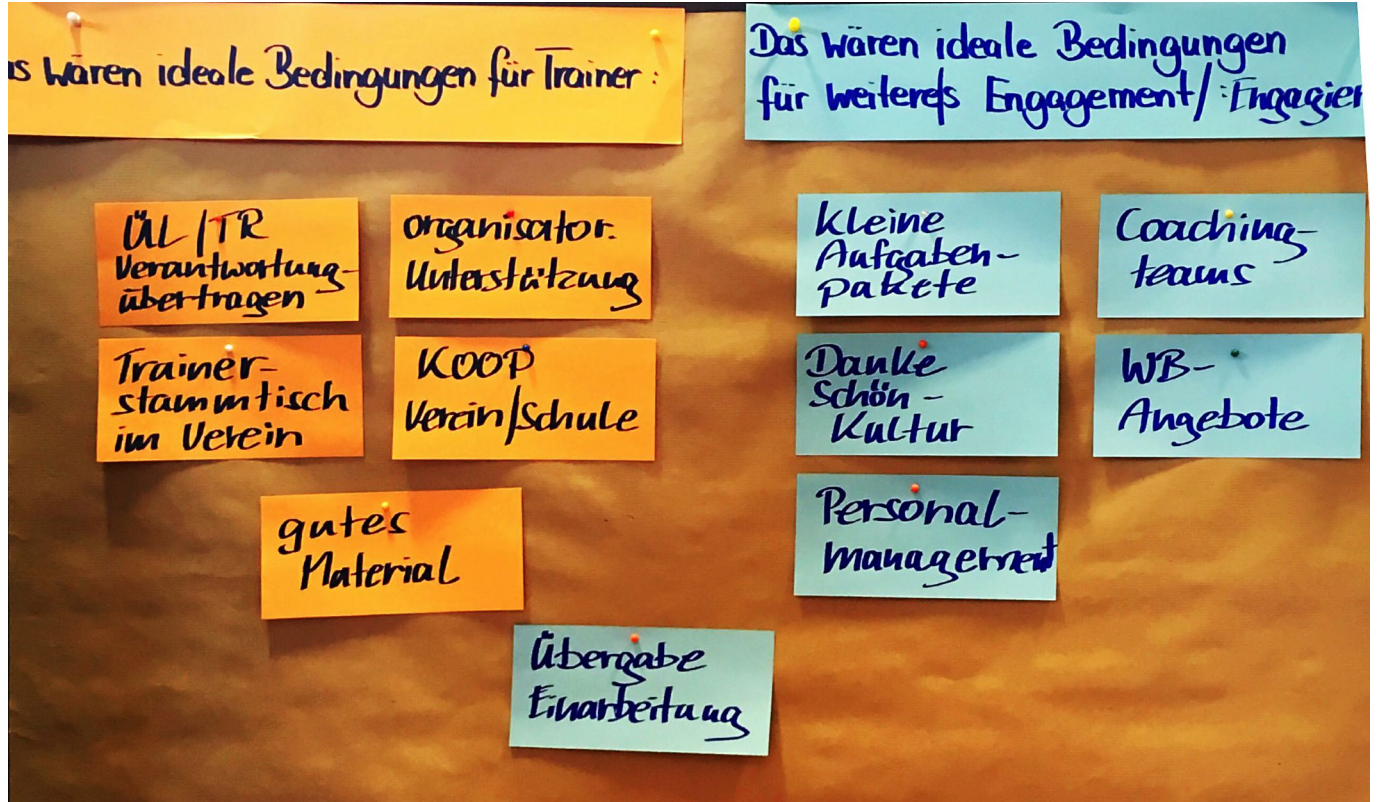 s wären ideale Bedingungen für Trainer:
ÜL/TR
Verantwortung-
übertragen
organisator.
Unterstützung
Trainer-
stammtisch
im Verein
KOOP
Verein/Schule
gutes
Material
Das wären ideale Bedingungen
für weiteres Engagement/:Engagier
kleine
Aufgaben-
pakete
Coaching-
teams
Danke
Schön-
Kultur
WB-
Angebote
Personal-
management
Übergabe
Einarbeitung